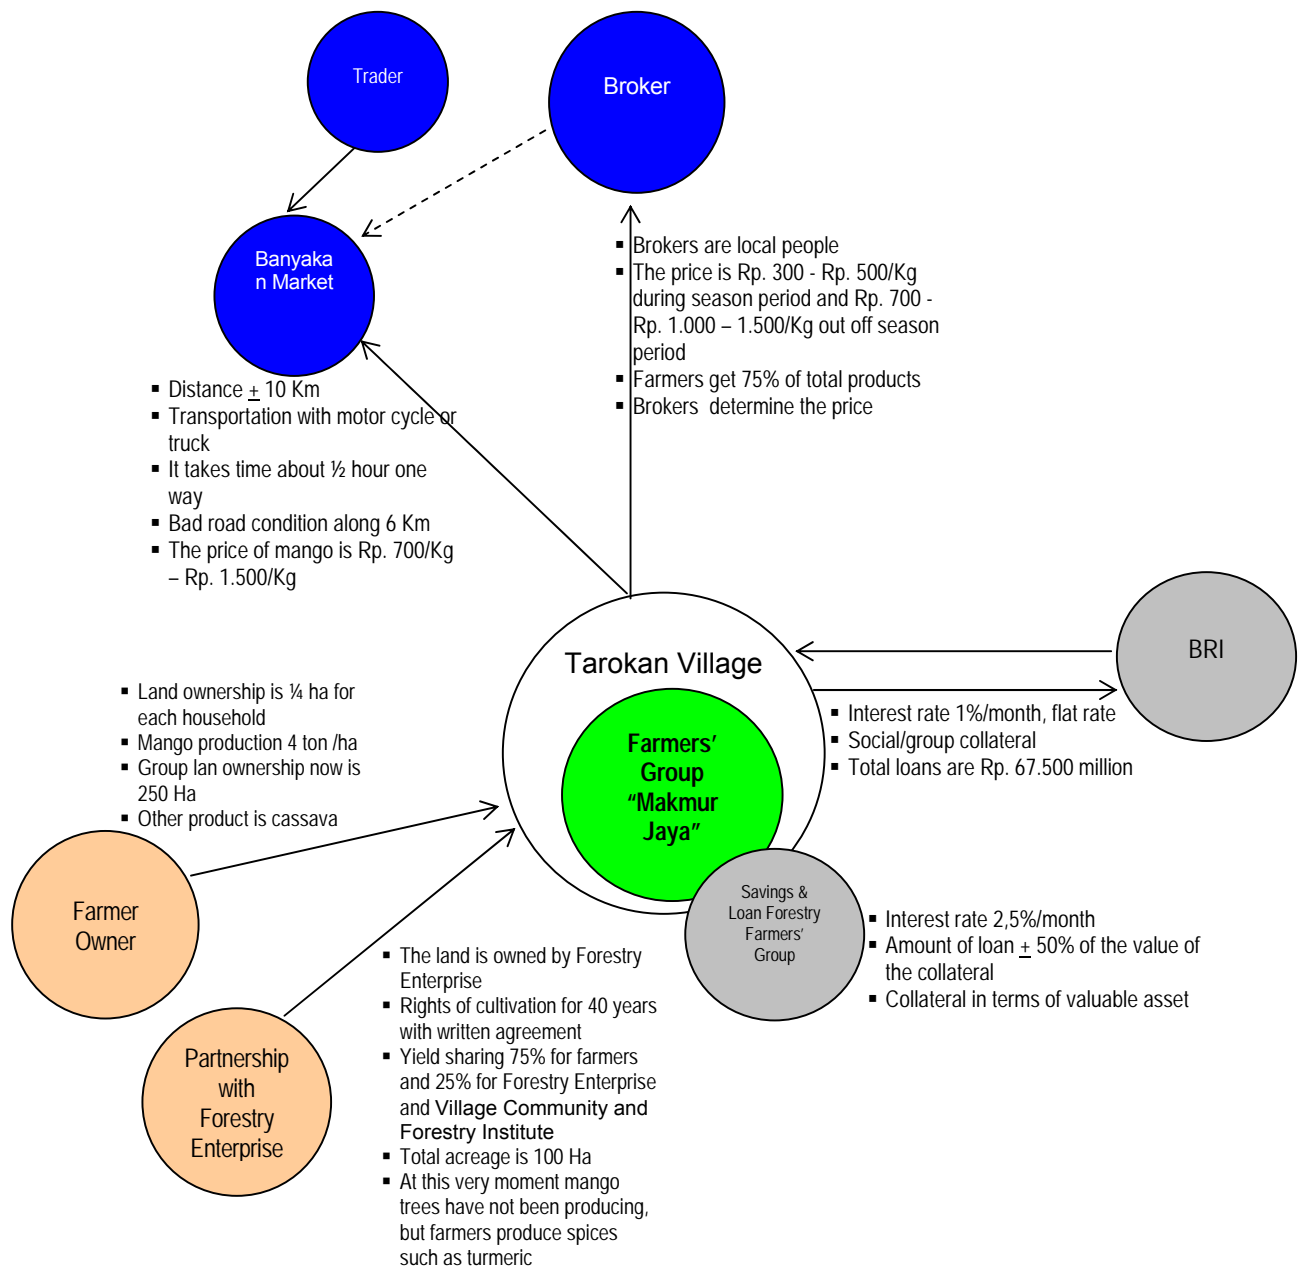 Trader
Broker
Banyaka
n Market
▪ Brokers are local people
▪ The price is Rp. 300 - Rp. 500/Kg
during season period and Rp. 700 -
Rp. 1.000 – 1.500/Kg out off season
period
▪ Farmers get 75% of total products
▪ Brokers determine the price
▪ Distance + 10 Km
▪ Transportation with motor cycle or
truck
▪ It takes time about ½ hour one
way
▪ Bad road condition along 6 Km
▪ The price of mango is Rp. 700/Kg
– Rp. 1.500/Kg
Tarokan Village
Farmers'
Group
"Makmur
Jaya"
BRI
▪ Interest rate 1%/month, flat rate
▪ Social/group collateral
▪ Total loans are Rp. 67.500 million
▪ Land ownership is ¼ ha for
each household
▪ Mango production 4 ton /ha
▪ Group lan ownership now is
250 Ha
▪ Other product is cassava
Farmer
Owner
Savings &
Loan Forestry
Farmers'
Group
▪ Interest rate 2,5%/month
▪ Amount of loan + 50% of the value of
the collateral
▪ Collateral in terms of valuable asset
Partnership
with
Forestry
Enterprise
▪ The land is owned by Forestry
Enterprise
▪ Rights of cultivation for 40 years
with written agreement
▪ Yield sharing 75% for farmers
and 25% for Forestry Enterprise
and Village Community and
Forestry Institute
▪ Total acreage is 100 Ha
▪ At this very moment mango
trees have not been producing,
but farmers produce spices
such as turmeric